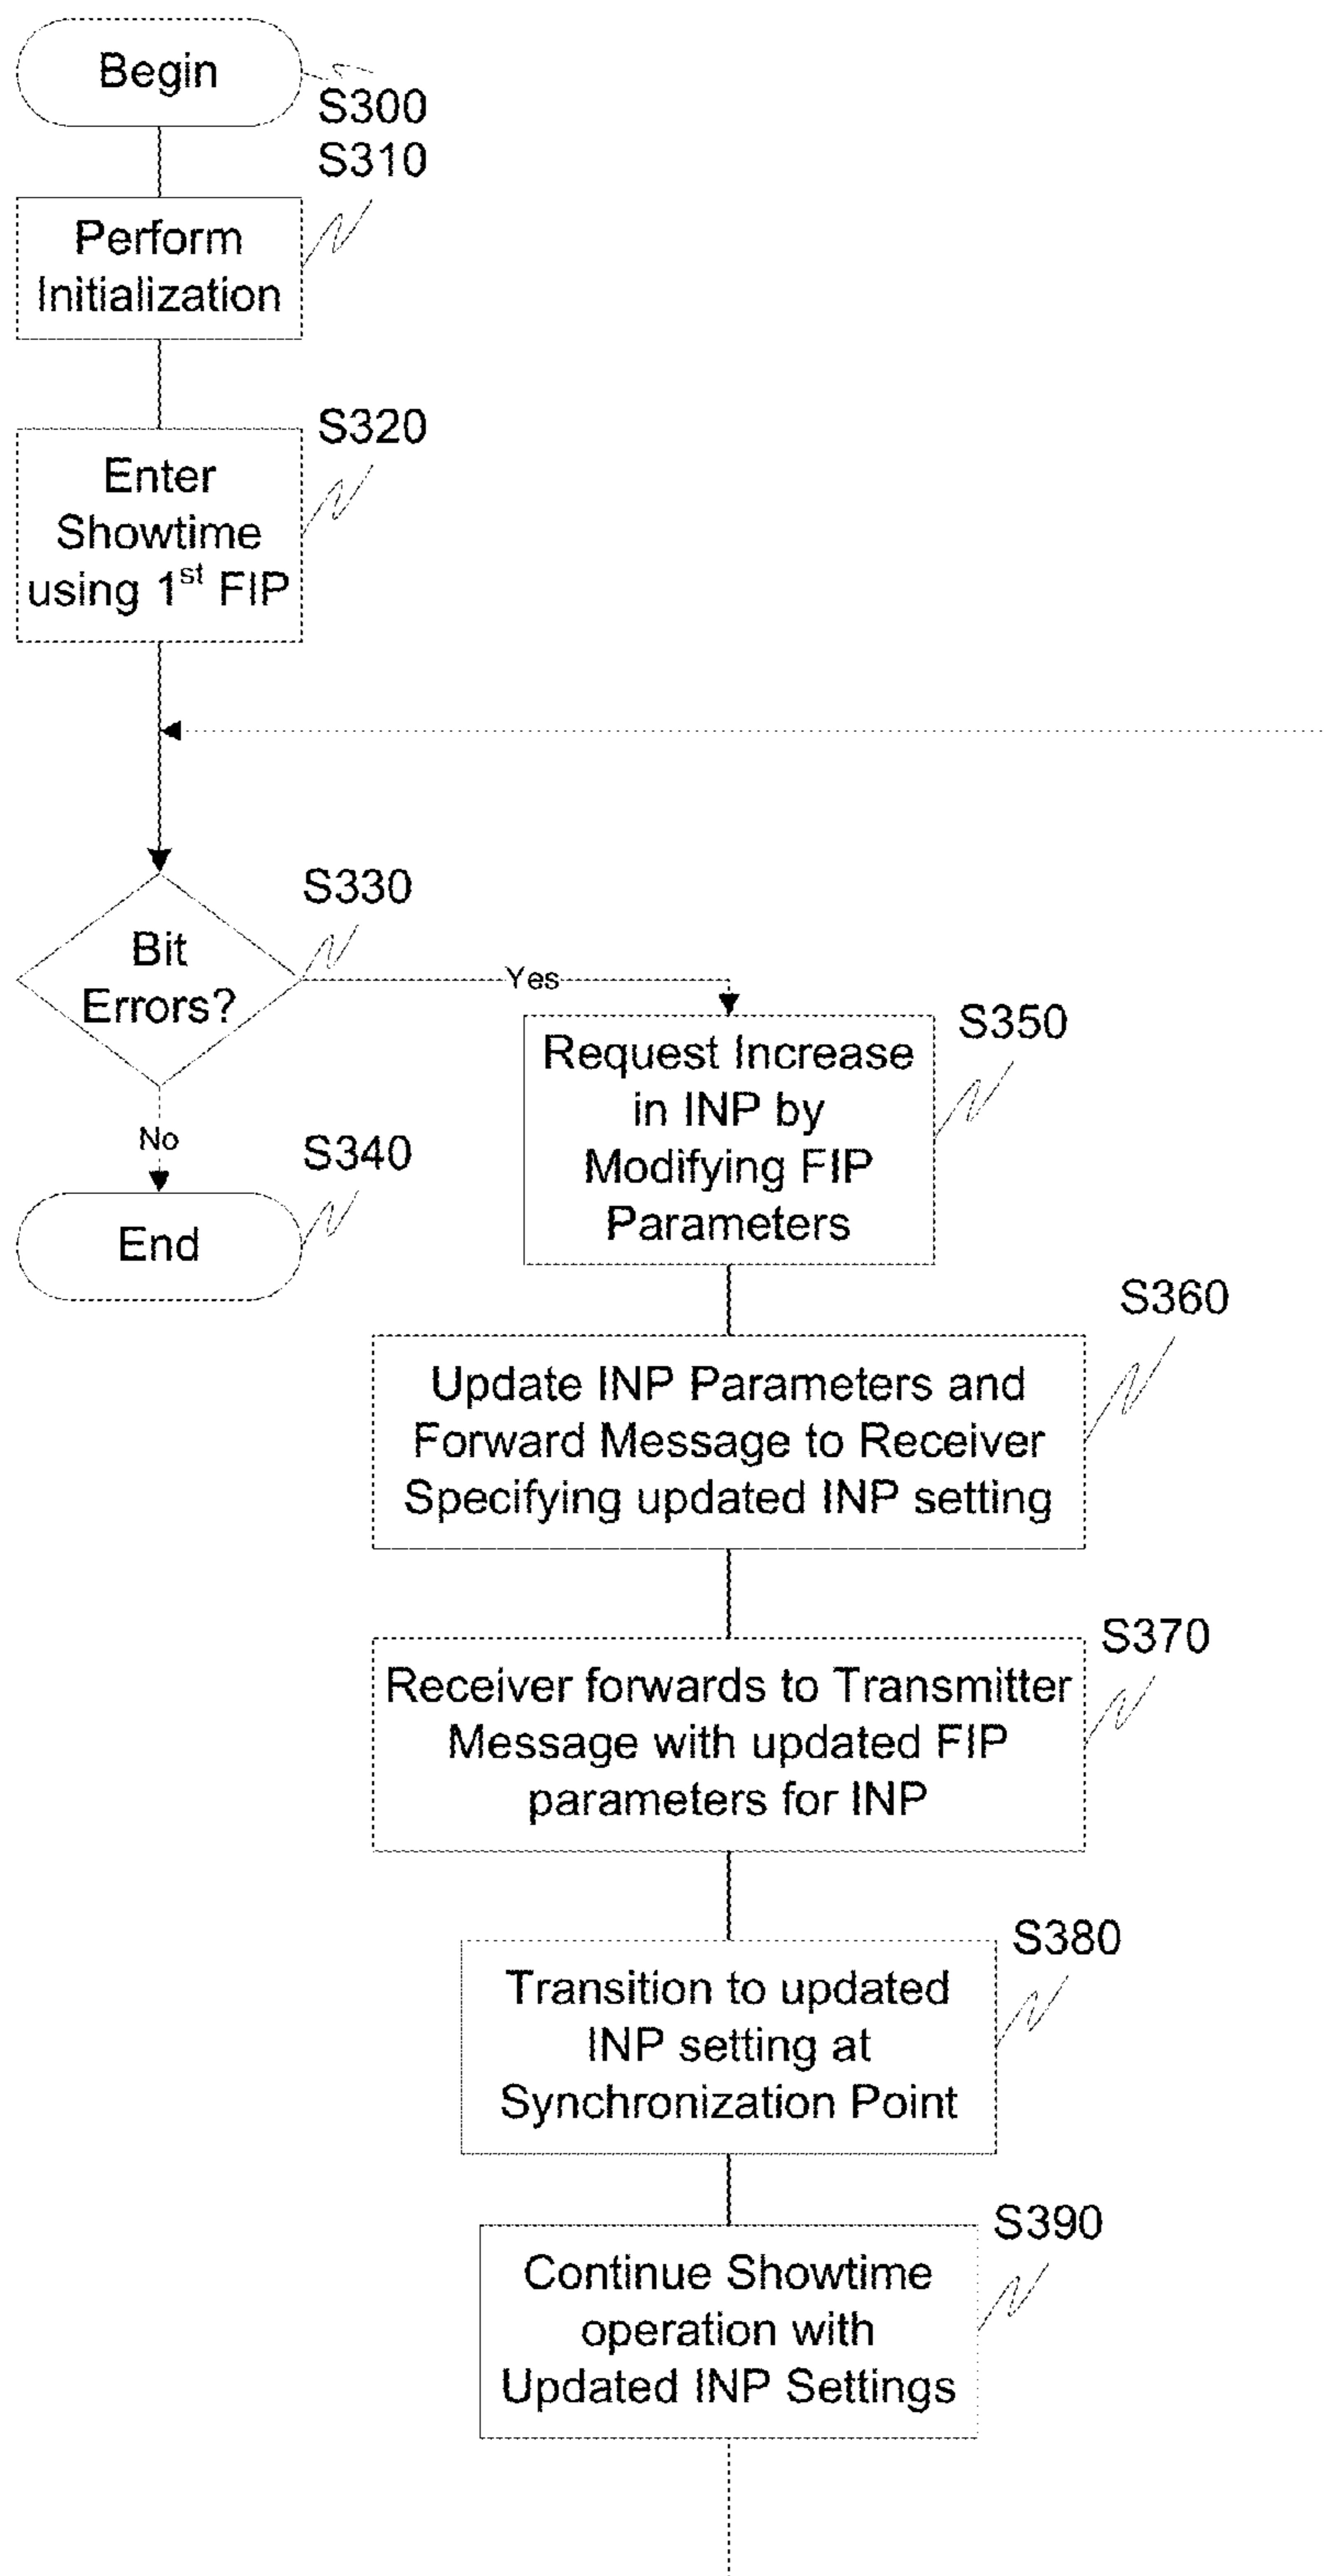 Begin
S300
S310
Perform
Initialization
S320
Enter
Showtime
using 1st FIP
S330
Bit
Errors?
Yes
No
S340
End
S350
Request Increase
in INP by
Modifying FIP
Parameters
S360
Update INP Parameters and
Forward Message to Receiver
Specifying updated INP setting
S370
Receiver forwards to Transmitter
Message with updated FIP
parameters for INP
S380
Transition to updated
INP setting at
Synchronization Point
S390
Continue Showtime
operation with
Updated INP Settings